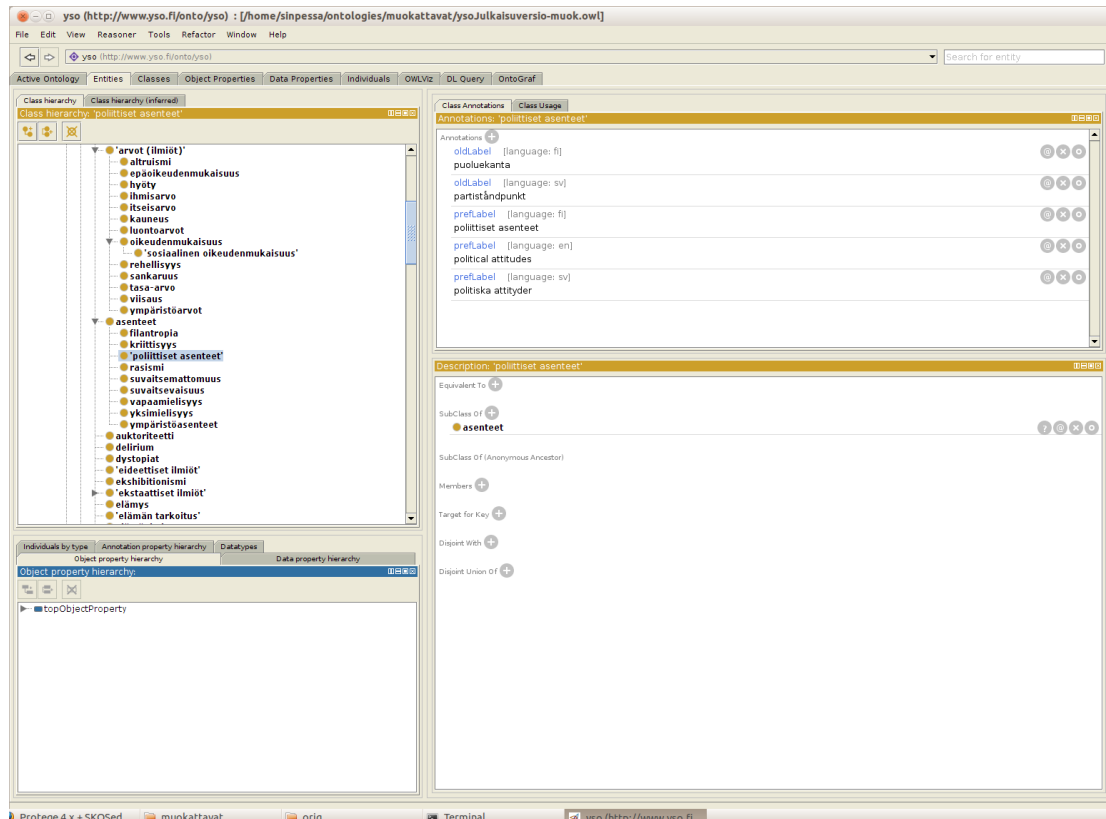 yso (http://www.yso.fi/onto/yso) : [/home/sinpessa/ontologies/muokattavat/ysoJulkaisuversio-muok.owl]
File Edit View Reasoner Tools Refactor Window Help
yso (http://www.yso.fi/onto/yso)
Search for entity
Active Ontology Entities Classes Object Properties Data Properties Individuals OWLViz DL Query OntoGraf
Class hierarchy Class hierarchy (inferred)
Class hierarchy: 'poliittiset asenteet'
'arvot (ilmiöt)'
altruismi
epäoikeudenmukaisuus
hyöty
ihmisarvo
itseisarvo
kauneus
luontoarvot
oikeudenmukaisuus
'sosiaalinen oikeudenmukaisuus'
rehellisyys
sankaruus
tasa-arvo
viisaus
ympäristöarvot
asenteet
filantropia
kriittisyys
'poliittiset asenteet'
rasismi
suvaitsemattomuus
suvaitsevaisuus
vapaamielisyys
yksimielisyys
ympäristöasenteet
auktoriteetti
delirium
dystopiat
'eideettiset ilmiöt'
ekshibitionismi
'ekstaattiset ilmiöt'
elämys
'elämän tarkoitus'
Individuals by type Annotation property hierarchy Datatypes
Object property hierarchy Data property hierarchy
Object property hierarchy:
topObjectProperty
Class Annotations Class Usage
Annotations: 'poliittiset asenteet'
Annotations
oldLabel [language: fi]
puoluekanta
oldLabel [language: sv]
partiståndpunkt
prefLabel [language: fi]
poliittiset asenteet
prefLabel [language: en]
political attitudes
prefLabel [language: sv]
politiska attityder
Description: 'poliittiset asenteet'
Equivalent To
SubClass Of
asenteet
SubClass Of (Anonymous Ancestor)
Members
Target for Key
Disjoint With
Disjoint Union Of
Protege 4.x + SKOSed muokattavat orig Terminal yso (http://www.yso.fi